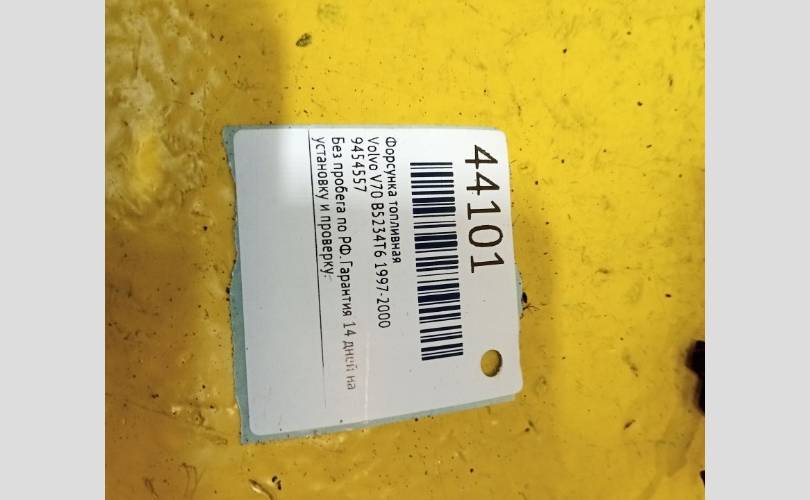 44101
Форсунка топливная
Volvo V70 B5234T6 1997-2000
9454557
Без пробега по РФ. Гарантия 14 дней на
установку и проверку.